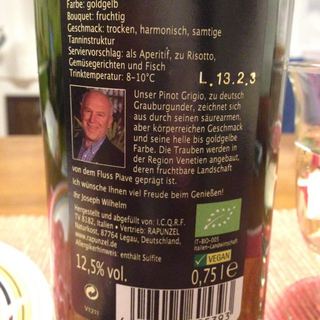 Farbe: goldgelb
Bouquet: fruchtig
Geschmack: trocken, harmonisch, samtige
Tanninstruktur
Serviervorschlag: als Aperitif, zu Risotto,
Gemüsegerichten und Fisch
Trinktemperatur: 8–10°C
L. 13.2,3
Unser Pinot Grigio, zu deutsch
Grauburgunder, zeichnet sich
aus durch seinen säurearmen,
aber körperreichen Geschmack
und seine helle bis goldgelbe
Farbe. Die Trauben werden in
der Region Venetien angebaut,
deren fruchtbare Landschaft
von dem Fluss Piave geprägt ist.
Ich wünsche Ihnen viel Freude beim Genießen!
Ihr Joseph Wilhelm
Hergestellt und abgefüllt von: I.C.Q.R.F.
TV 8182, Italien • Vertrieb: RAPUNZEL
Naturkost, 87764 Legau, Deutschland,
www.rapunzel.de
Allergikerhinweis: enthält Sulfite
IT-BIO-005
Italien-Landwirtschaft
VEGAN
12,5% vol.
0,75 l e
V1211